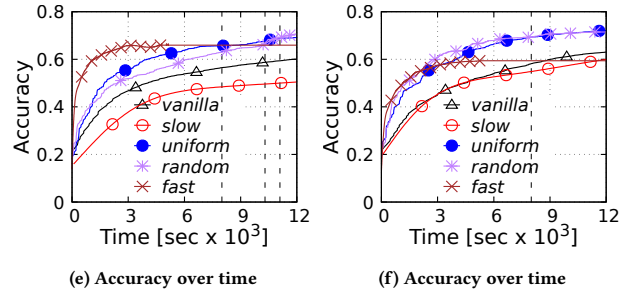 0.8
0.6
0.4
0.2
0
Accuracy
0 3 6 9 12
Time [sec x 10³]
vanilla
slow
uniform
random
fast
(e) Accuracy over time
0.8
0.6
0.4
0.2
0
Accuracy
0 3 6 9 12
Time [sec x 10³]
vanilla
slow
uniform
random
fast
(f) Accuracy over time